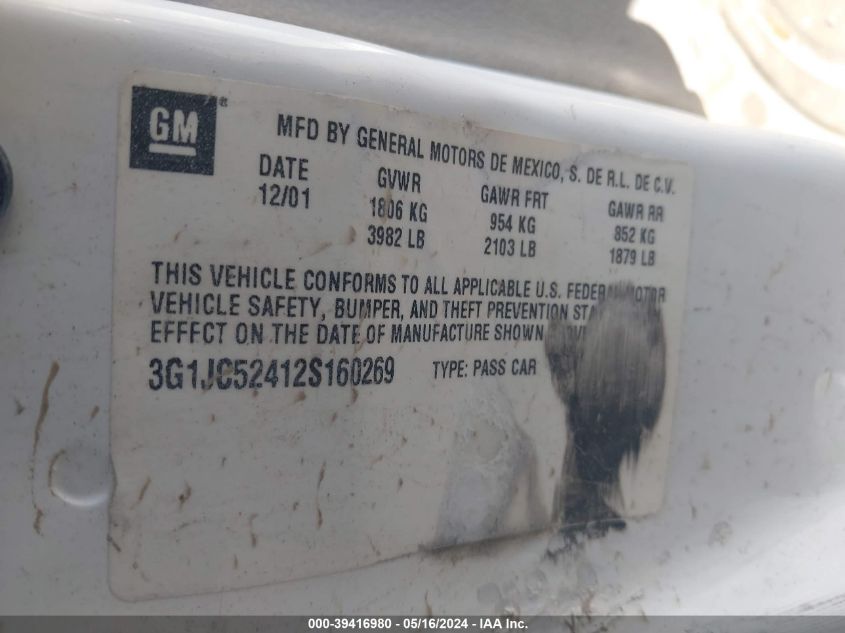 GM®
MFD BY GENERAL MOTORS DE MEXICO, S. DE R.L. DE C.V.
DATE GVWR GAWR FRT GAWR RR
12/01 1806 KG 954 KG 852 KG
3982 LB 2103 LB 1879 LB
THIS VEHICLE CONFORMS TO ALL APPLICABLE U.S. FEDERAL MOTOR
VEHICLE SAFETY, BUMPER, AND THEFT PREVENTION
EFFECT ON THE DATE OF MANUFACTURE SHOWN
3G1JC52412S160269 TYPE: PASS CAR
000-39416980 - 05/16/2024 - IAA Inc.